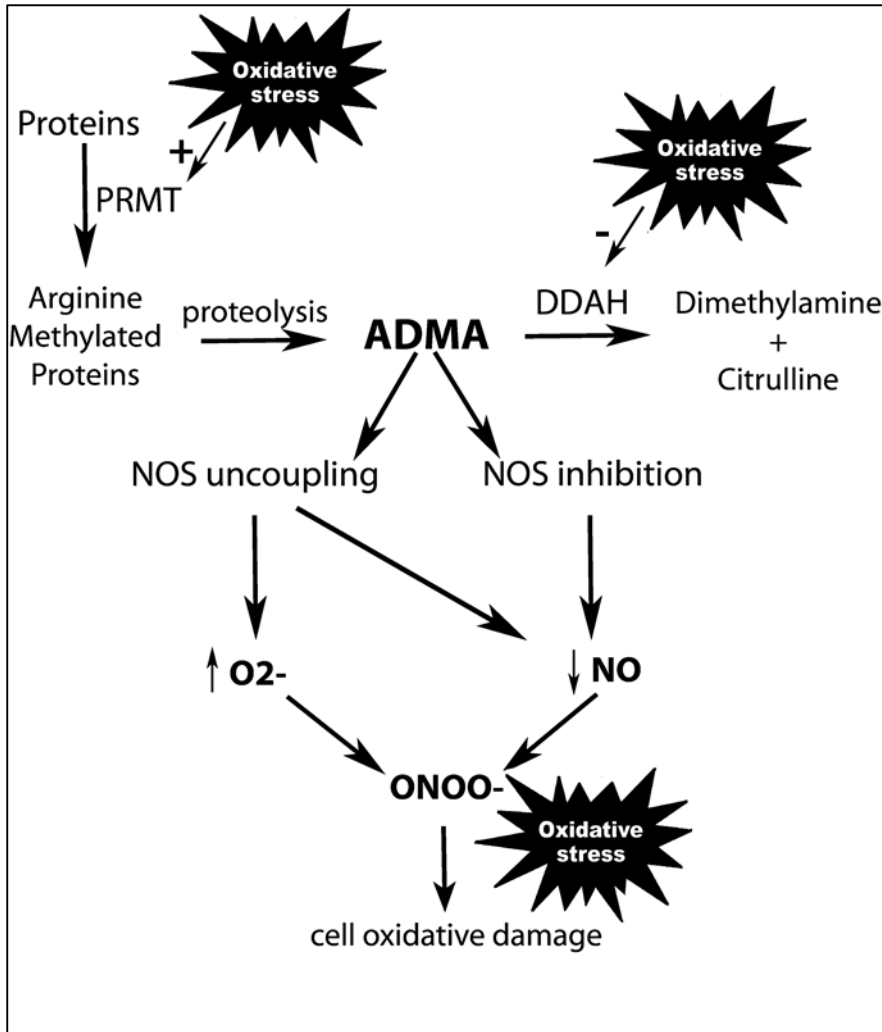 Oxidative
stress
Proteins
+
PRMT
Oxidative
stress
-
Arginine
Methylated
Proteins
proteolysis
ADMA
DDAH
Dimethylamine
+
Citrulline
NOS uncoupling
NOS inhibition
↑ O2-
↓ NO
ONOO-
Oxidative
stress
cell oxidative damage